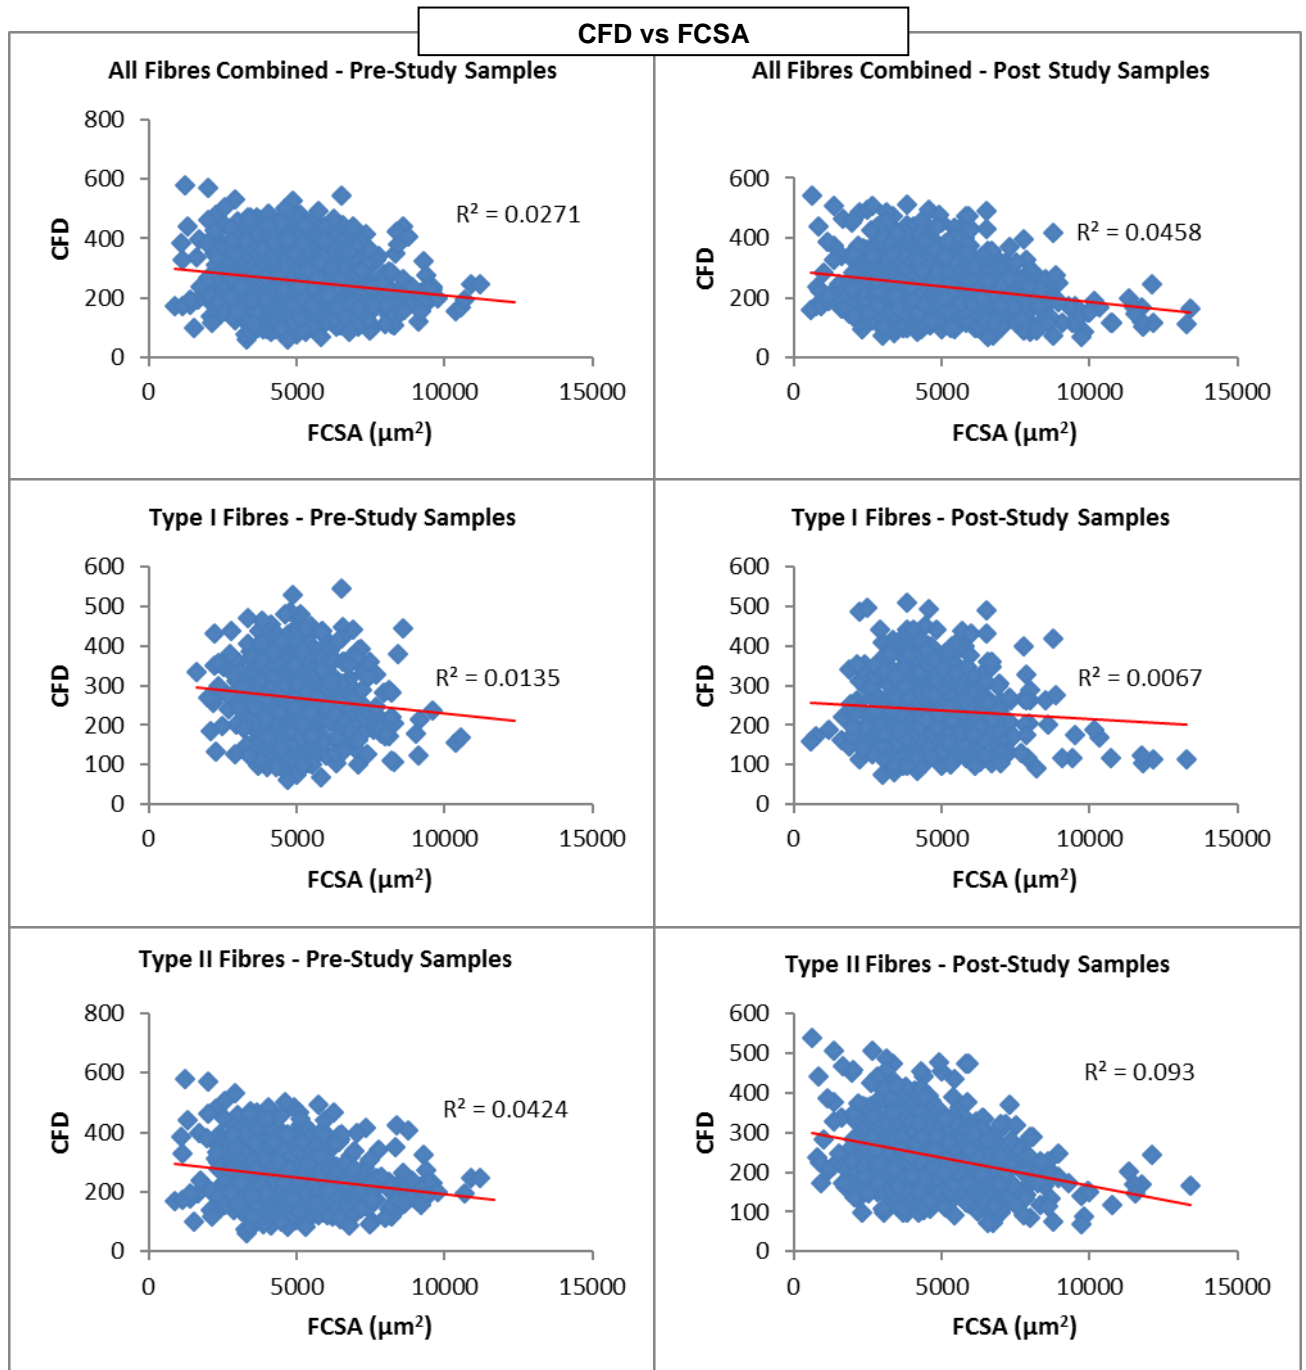 CFD vs FCSA
All Fibres Combined - Pre-Study Samples
800
600
400
200
0
CFD
R² = 0.0271
0 5000 10000 15000
FCSA (µm²)
All Fibres Combined - Post Study Samples
600
400
200
0
CFD
R² = 0.0458
0 5000 10000 15000
FCSA (µm²)
Type I Fibres - Pre-Study Samples
600
500
400
300
200
100
0
CFD
R² = 0.0135
0 5000 10000 15000
FCSA (µm²)
Type I Fibres - Post-Study Samples
600
500
400
300
200
100
0
CFD
R² = 0.0067
0 5000 10000 15000
FCSA (µm²)
Type II Fibres - Pre-Study Samples
800
600
400
200
0
CFD
R² = 0.0424
0 5000 10000 15000
FCSA (µm²)
Type II Fibres - Post-Study Samples
600
500
400
300
200
100
0
CFD
R² = 0.093
0 5000 10000 15000
FCSA (µm²)